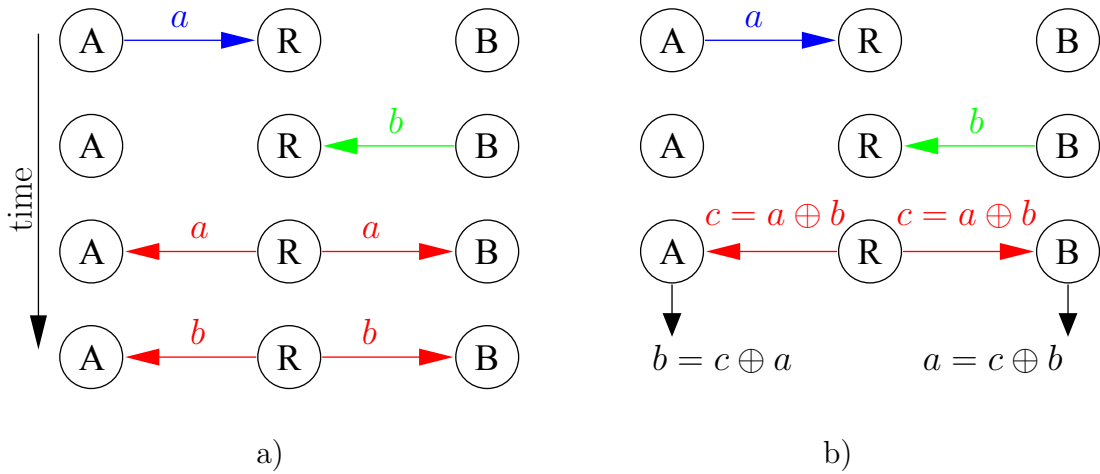 a a
A R B A R B
b b
A R B A R B
time
a a c = a ⊕ b c = a ⊕ b
A R B A R B
b b
A R B b = c ⊕ a a = c ⊕ b
a) b)